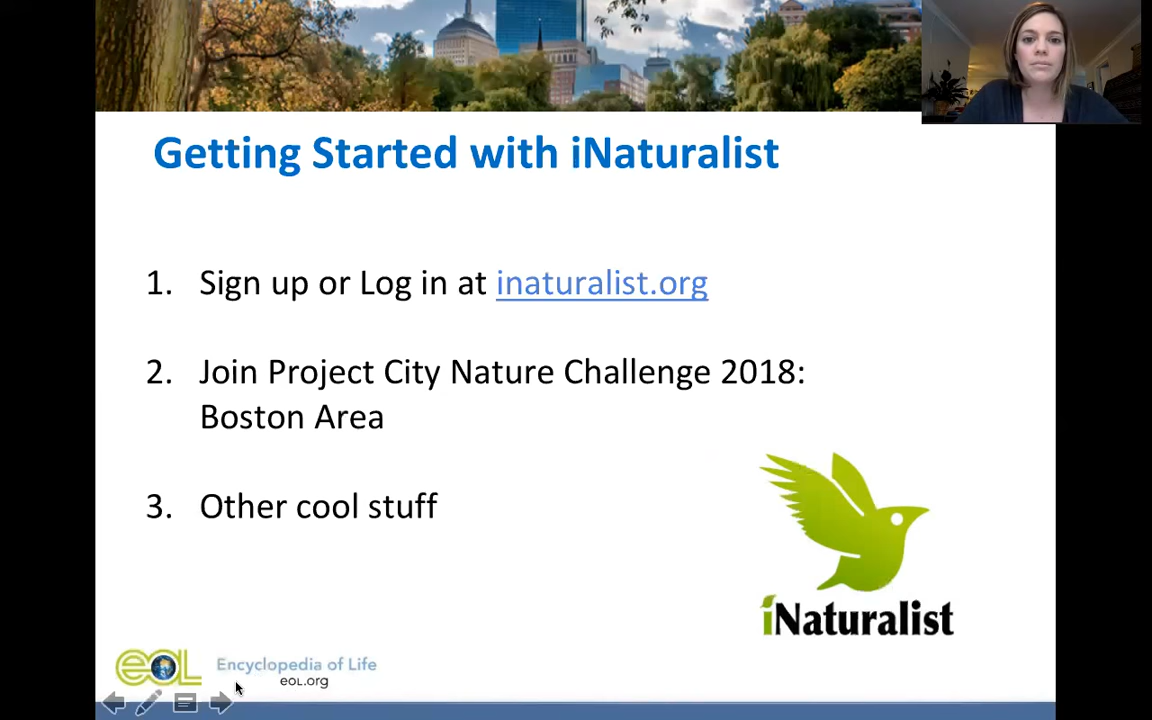 Getting Started with iNaturalist
1. Sign up or Log in at inaturalist.org
2. Join Project City Nature Challenge 2018:
Boston Area
3. Other cool stuff
iNaturalist
eOL Encyclopedia of Life
eol.org